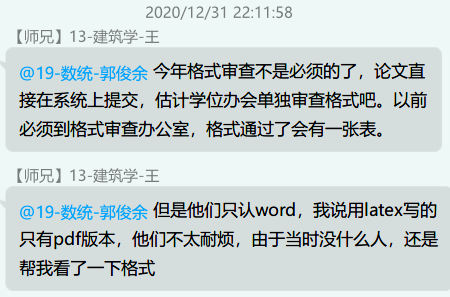 2020/12/31 22:11:58
【师兄】13-建筑学-王
@19-数统-郭俊余 今年格式审查不是必须的了，论文直
接在系统上提交，估计学位办会单独审查格式吧。以前
必须到格式审查办公室，格式通过了会有一张表。
【师兄】13-建筑学-王
@19-数统-郭俊余 但是他们只认word，我说用latex写的
只有pdf版本，他们不太耐烦，由于当时没什么人，还是
帮我看了一下格式